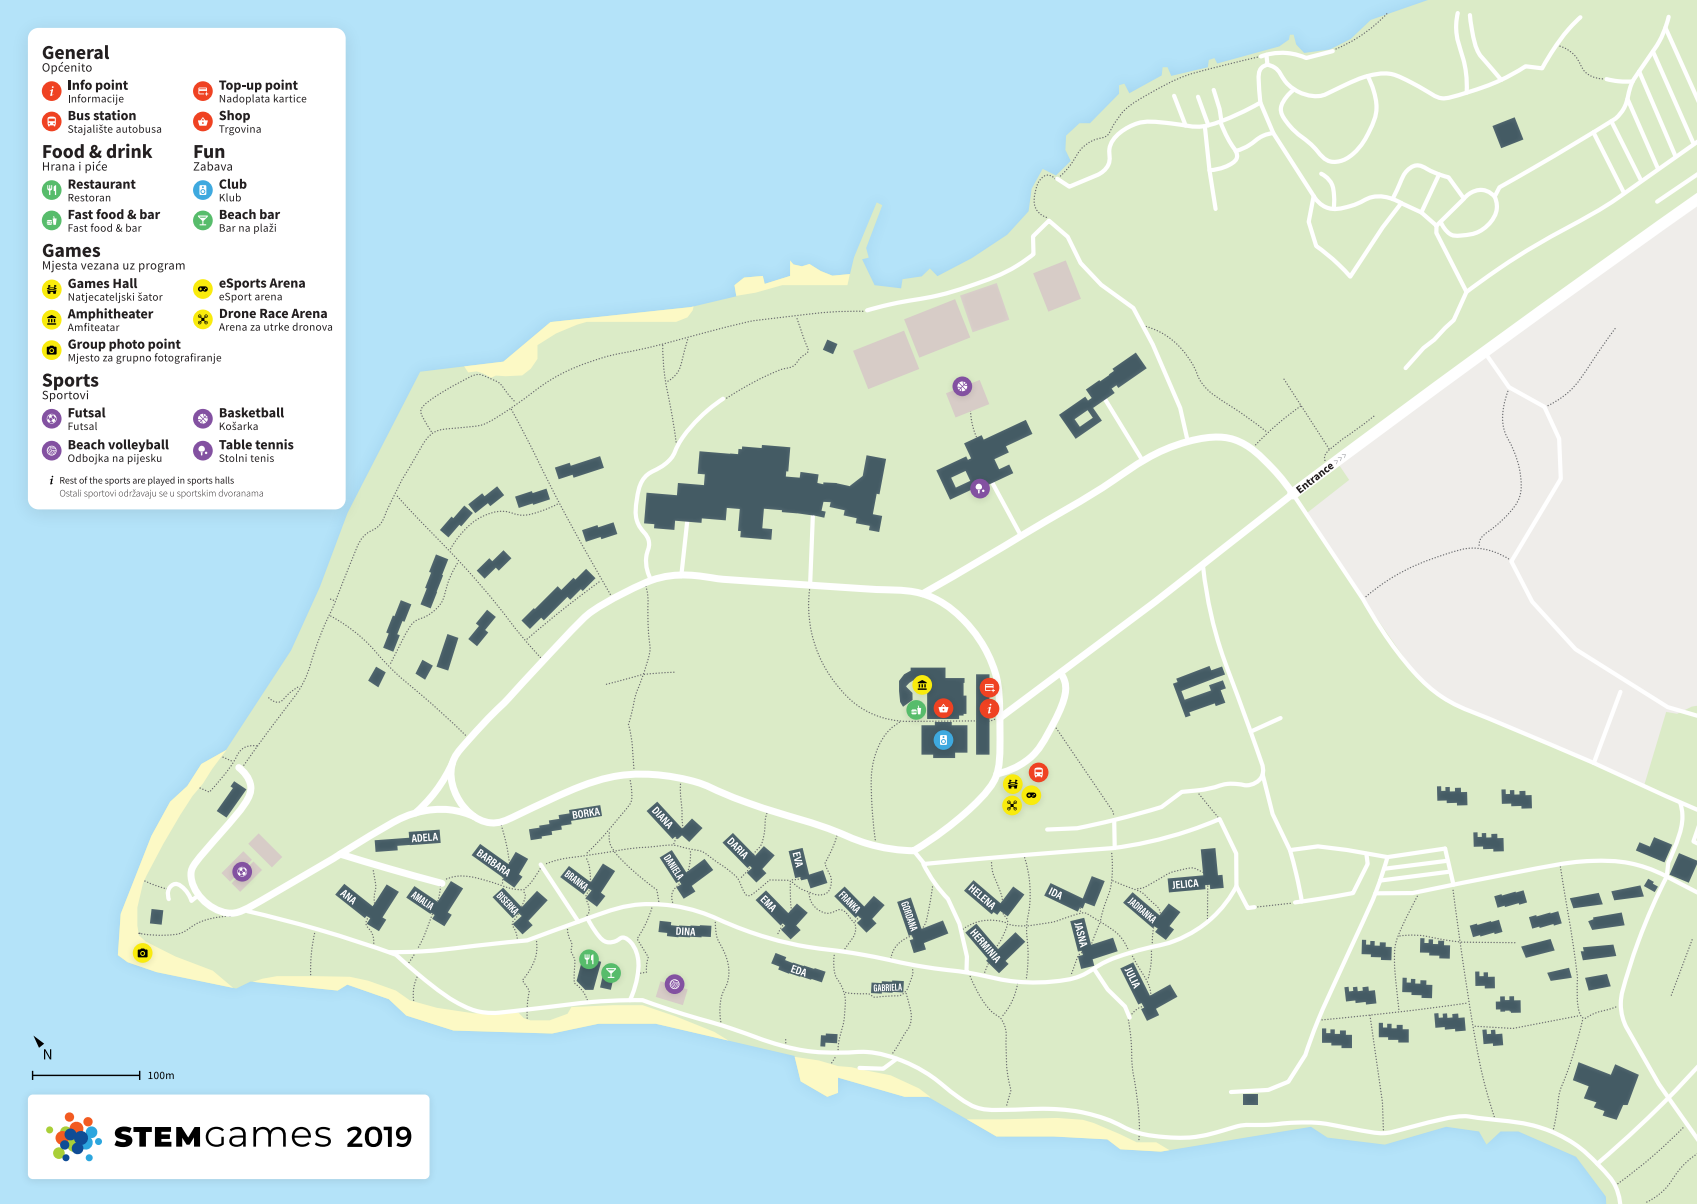 General
Općenito
Info point
Informacije
Top-up point
Nadoplata kartice
Bus station
Stajalište autobusa
Shop
Trgovina
Food & drink
Hrana i piće
Fun
Zabava
Restaurant
Restoran
Club
Klub
Fast food & bar
Fast food & bar
Beach bar
Bar na plaži
Games
Mjesta vezana uz program
Games Hall
Natjecateljski šator
eSports Arena
eSport arena
Amphitheater
Amfiteatar
Drone Race Arena
Arena za utrke dronova
Group photo point
Mjesto za grupno fotografiranje
Sports
Sportovi
Futsal
Futsal
Basketball
Košarka
Beach volleyball
Odbojka na pijesku
Table tennis
Stolni tenis
i Rest of the sports are played in sports halls
Ostali sportovi održavaju se u sportskim dvoranama
Entrance >>>
i
ADELA
BORKA
DIANA
BARBARA
DARIA
EVA
DANIELA
BRANKA
ANA
AMALIA
BISERKA
EMA
FRANKA
GORDANA
HELENA
IDA
JELICA
JADRANKA
DINA
HERMINIA
JASNA
EDA
GABRIELA
JULIA
N
100m
STEMGames 2019